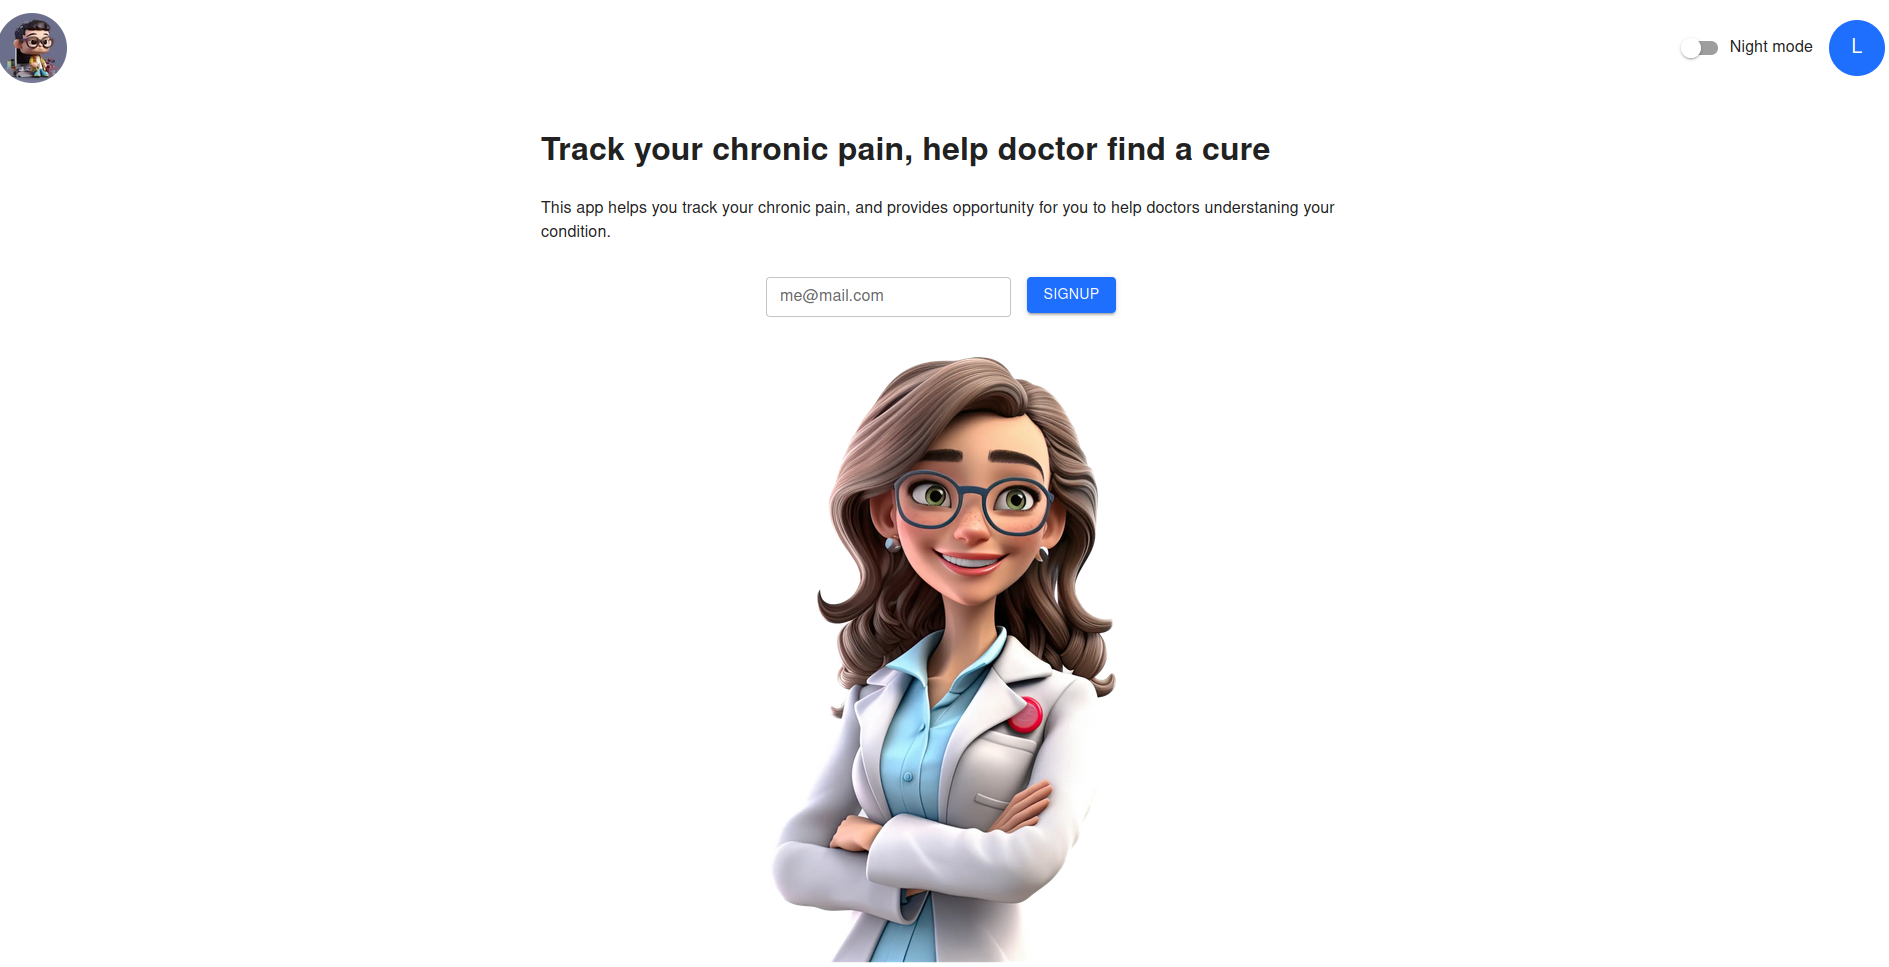 Night mode
L
Track your chronic pain, help doctor find a cure
This app helps you track your chronic pain, and provides opportunity for you to help doctors understaning your
condition.
me@mail.com
SIGNUP